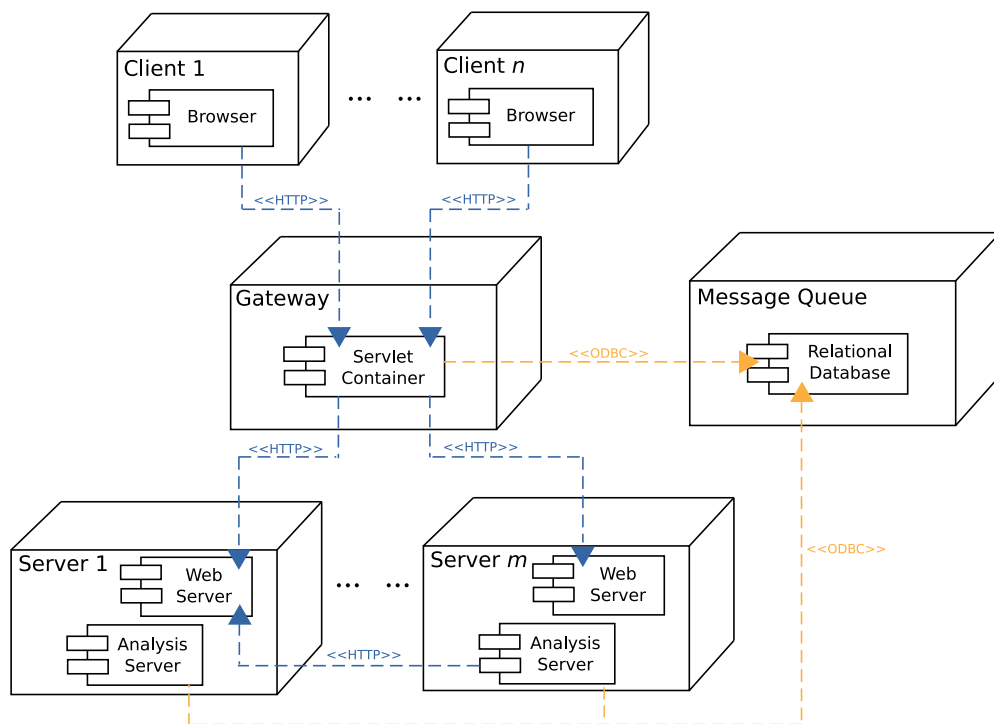 Client 1
Browser
... ...
Client n
Browser
<<HTTP>>
<<HTTP>>
Gateway
Servlet
Container
<<ODBC>>
Message Queue
Relational
Database
<<HTTP>>
<<HTTP>>
Server 1
Web
Server
Analysis
Server
... ...
<<HTTP>>
Server m
Web
Server
Analysis
Server
<<ODBC>>